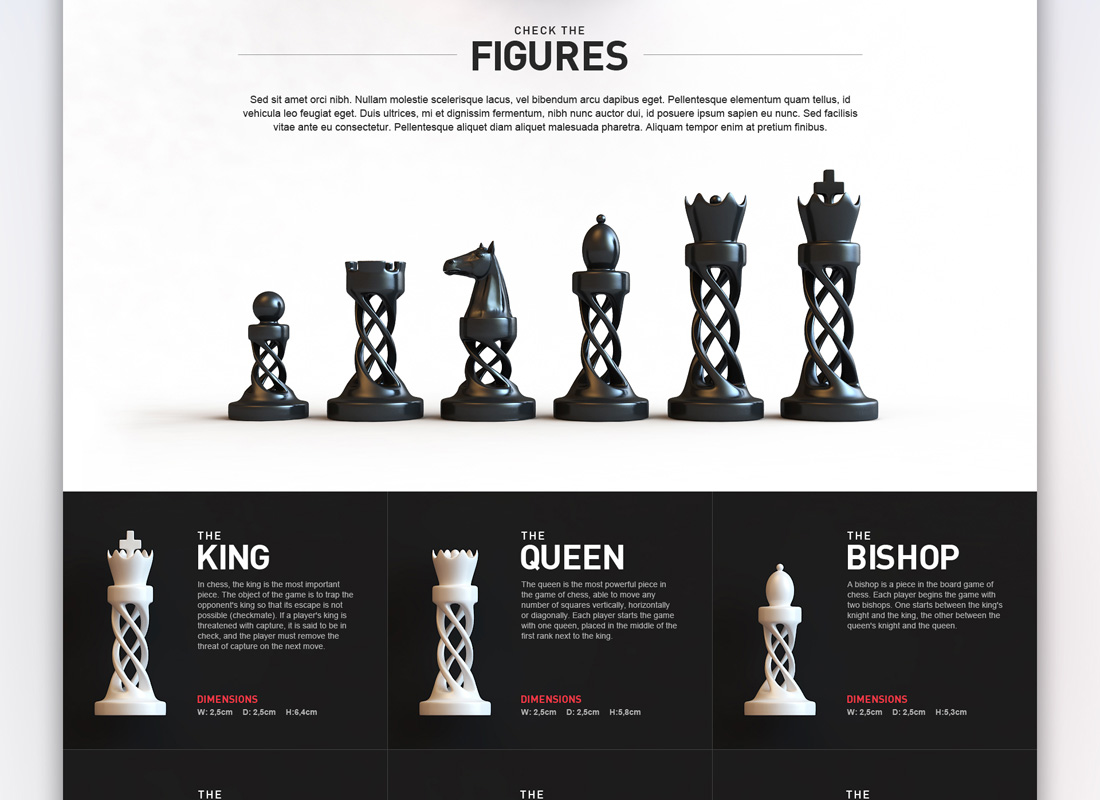 CHECK THE
FIGURES
Sed sit amet orci nibh. Nullam molestie scelerisque lacus, vel bibendum arcu dapibus eget. Pellentesque elementum quam tellus, id
vehicula leo feugiat eget. Duis ultrices, mi et dignissim fermentum, nibh nunc auctor dui, id posuere ipsum sapien eu nunc. Sed facilisis
vitae ante eu consectetur. Pellentesque aliquet diam aliquet malesuada pharetra. Aliquam tempor enim at pretium finibus.
THE
KING
In chess, the king is the most important
piece. The object of the game is to trap the
opponent's king so that its escape is not
possible (checkmate). If a player's king is
threatened with capture, it is said to be in
check, and the player must remove the
threat of capture on the next move.
DIMENSIONS
W: 2,5cm D: 2,5cm H:6,4cm
THE
QUEEN
The queen is the most powerful piece in
the game of chess, able to move any
number of squares vertically, horizontally
or diagonally. Each player starts the game
with one queen, placed in the middle of the
first rank next to the king.
DIMENSIONS
W: 2,5cm D: 2,5cm H:5,8cm
THE
BISHOP
A bishop is a piece in the board game of
chess. Each player begins the game with
two bishops. One starts between the king's
knight and the king, the other between the
queen's knight and the queen.
DIMENSIONS
W: 2,5cm D: 2,5cm H:5,3cm
THE
THE
THE